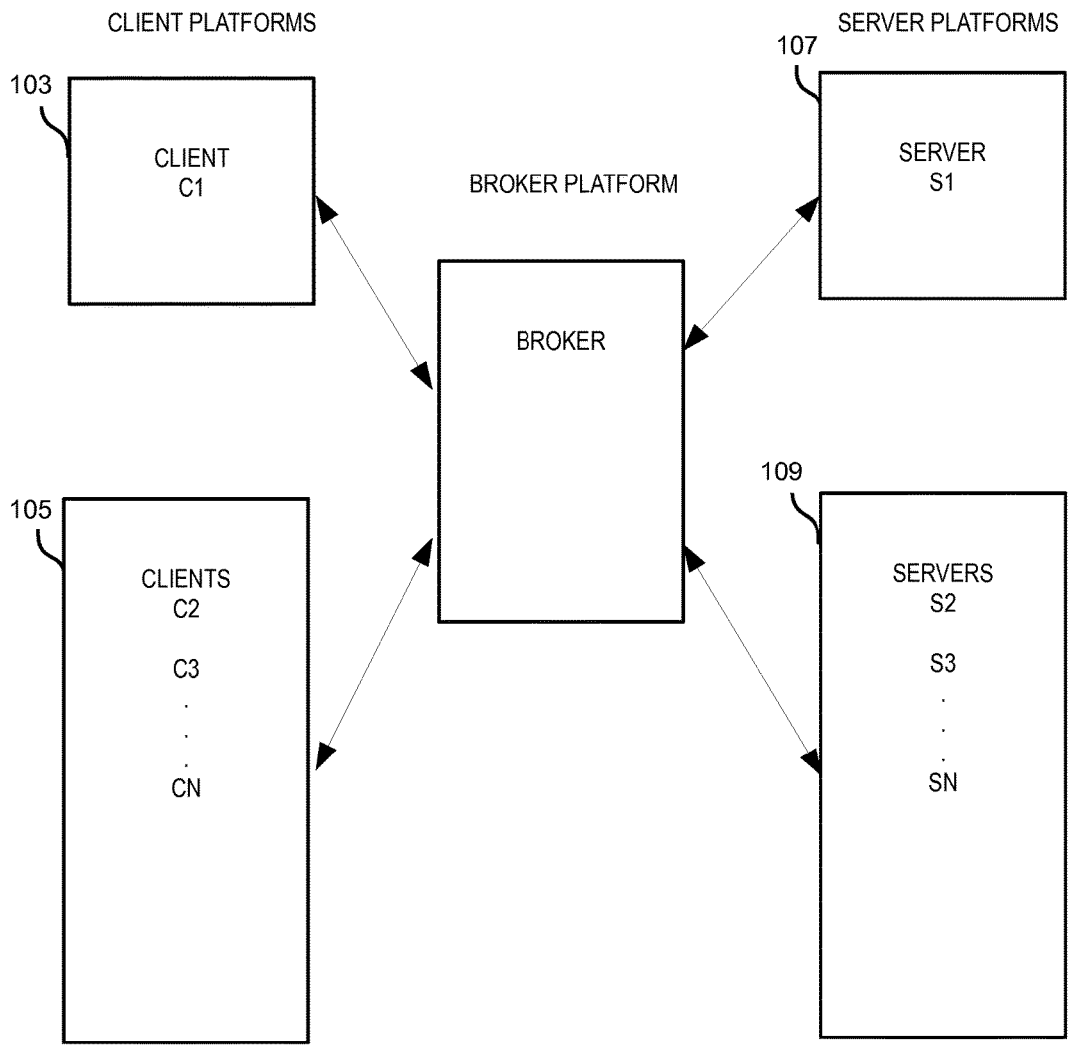 CLIENT PLATFORMS
SERVER PLATFORMS
103
107
CLIENT
C1
SERVER
S1
BROKER PLATFORM
BROKER
105
109
CLIENTS
C2
C3
.
.
.
CN
SERVERS
S2
S3
.
.
.
SN